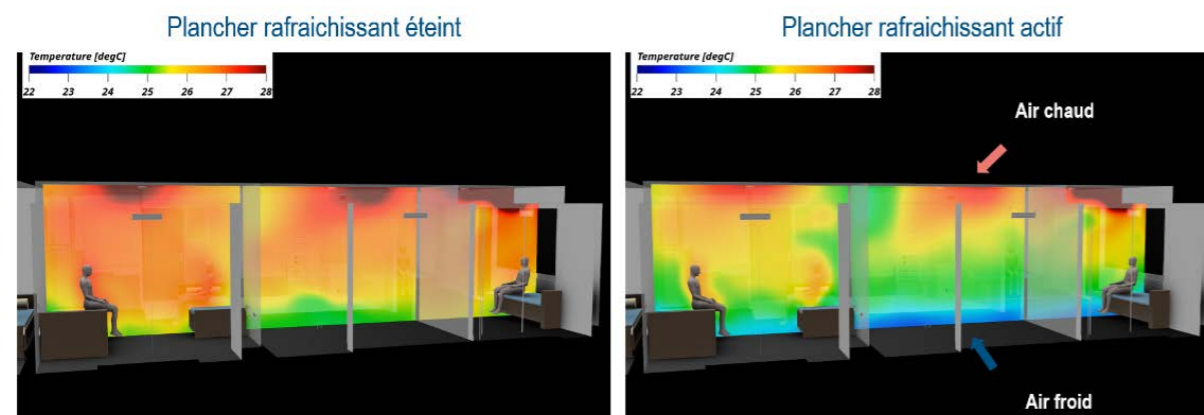 Plancher rafraichissant éteint
Plancher rafraichissant actif
Temperature [degC]
22 23 24 25 26 27 28
Temperature [degC]
22 23 24 25 26 27 28
Air chaud
Air froid